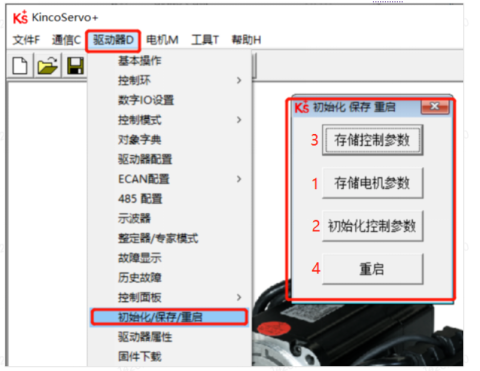 KincoServo+
文件F 通信C 驱动器D 电机M 工具T 帮助H
基本操作
控制环
数字IO设置
控制模式
对象字典
驱动器配置
ECAN配置
485 配置
示波器
整定器/专家模式
故障显示
历史故障
控制面板
初始化/保存/重启
驱动器属性
固件下载
初始化 保存 重启
3 存储控制参数
1 存储电机参数
2 初始化控制参数
4 重启